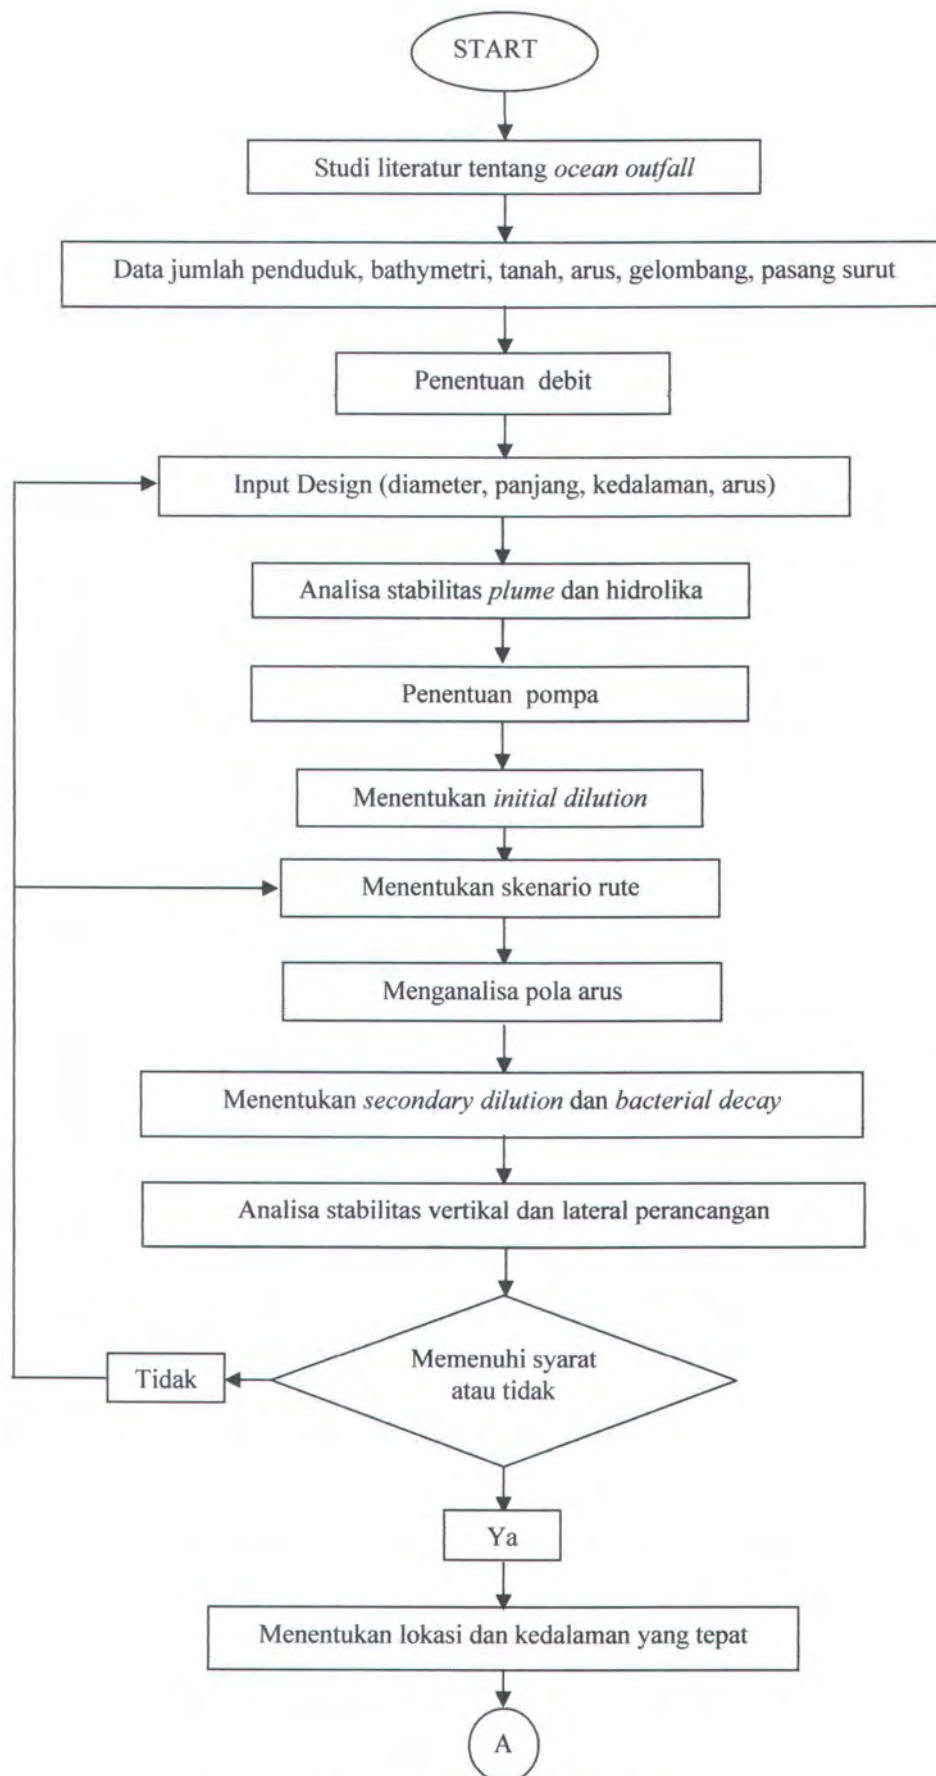 START
Studi literatur tentang ocean outfall
Data jumlah penduduk, bathymetri, tanah, arus, gelombang, pasang surut
Penentuan debit
Input Design (diameter, panjang, kedalaman, arus)
Analisa stabilitas plume dan hidrolika
Penentuan pompa
Menentukan initial dilution
Menentukan skenario rute
Menganalisa pola arus
Menentukan secondary dilution dan bacterial decay
Analisa stabilitas vertikal dan lateral perancangan
Memenuhi syarat
atau tidak
Tidak
Ya
Menentukan lokasi dan kedalaman yang tepat
A